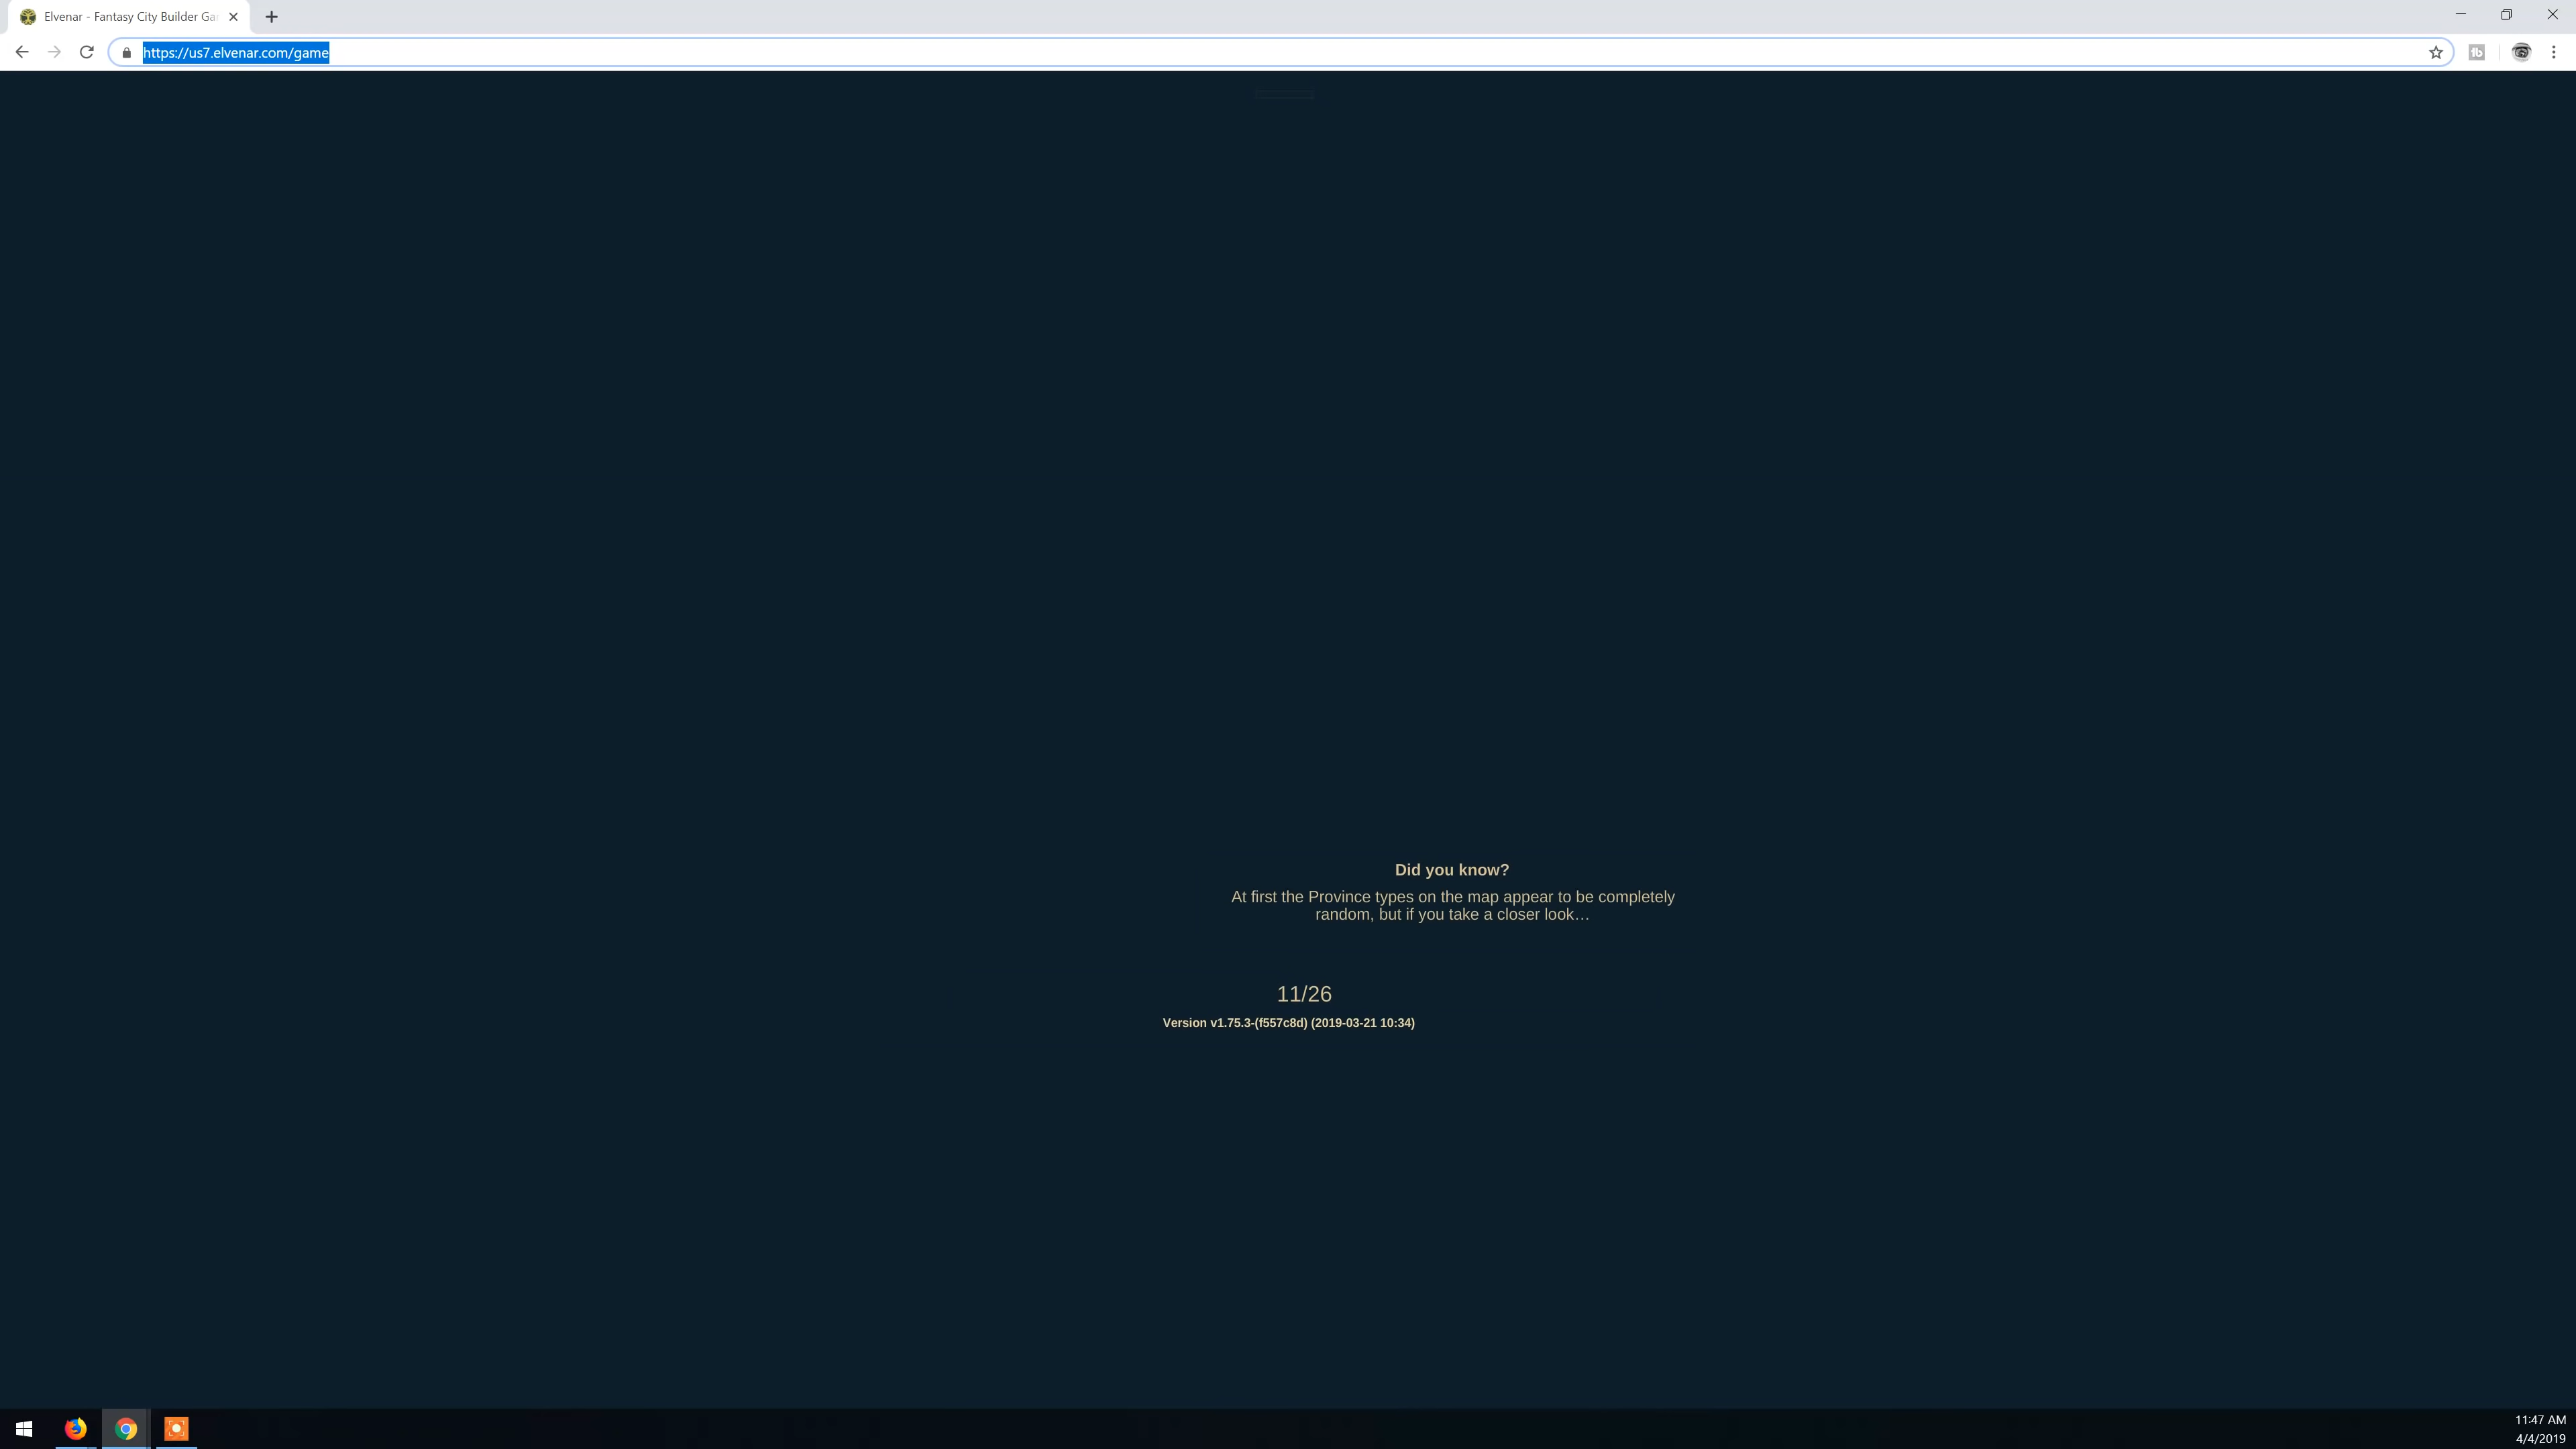 Elvenar - Fantasy City Builder Ga
https://us7.elvenar.com/game
Did you know?
At first the Province types on the map appear to be completely
random, but if you take a closer look…
11/26
Version v1.75.3-(f557c8d) (2019-03-21 10:34)
11:47 AM
4/4/2019